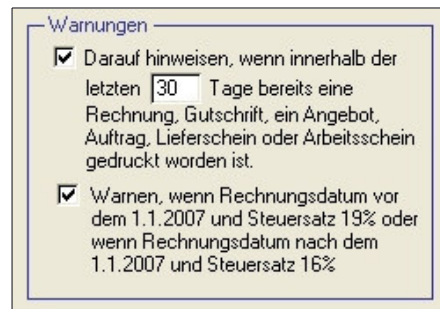 Warnungen
Darauf hinweisen, wenn innerhalb der
letzten 30 Tage bereits eine
Rechnung, Gutschrift, ein Angebot,
Auftrag, Lieferschein oder Arbeitsschein
gedruckt worden ist.
Warnen, wenn Rechnungsdatum vor
dem 1.1.2007 und Steuersatz 19% oder
wenn Rechnungsdatum nach dem
1.1.2007 und Steuersatz 16%